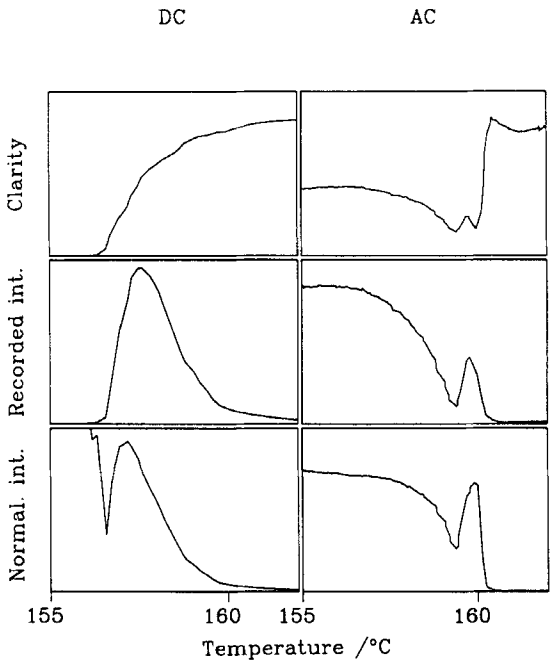 DC AC
Clarity
Recorded int.
Normal. int.
155 160 155 160
Temperature /°C